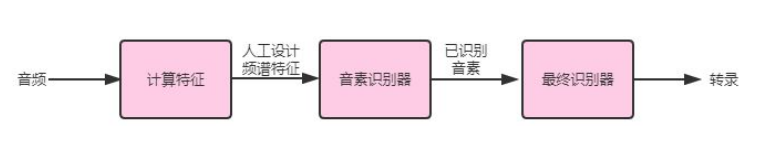 音频
计算特征
人工设计
频谱特征
音素识别器
已识别
音素
最终识别器
转录